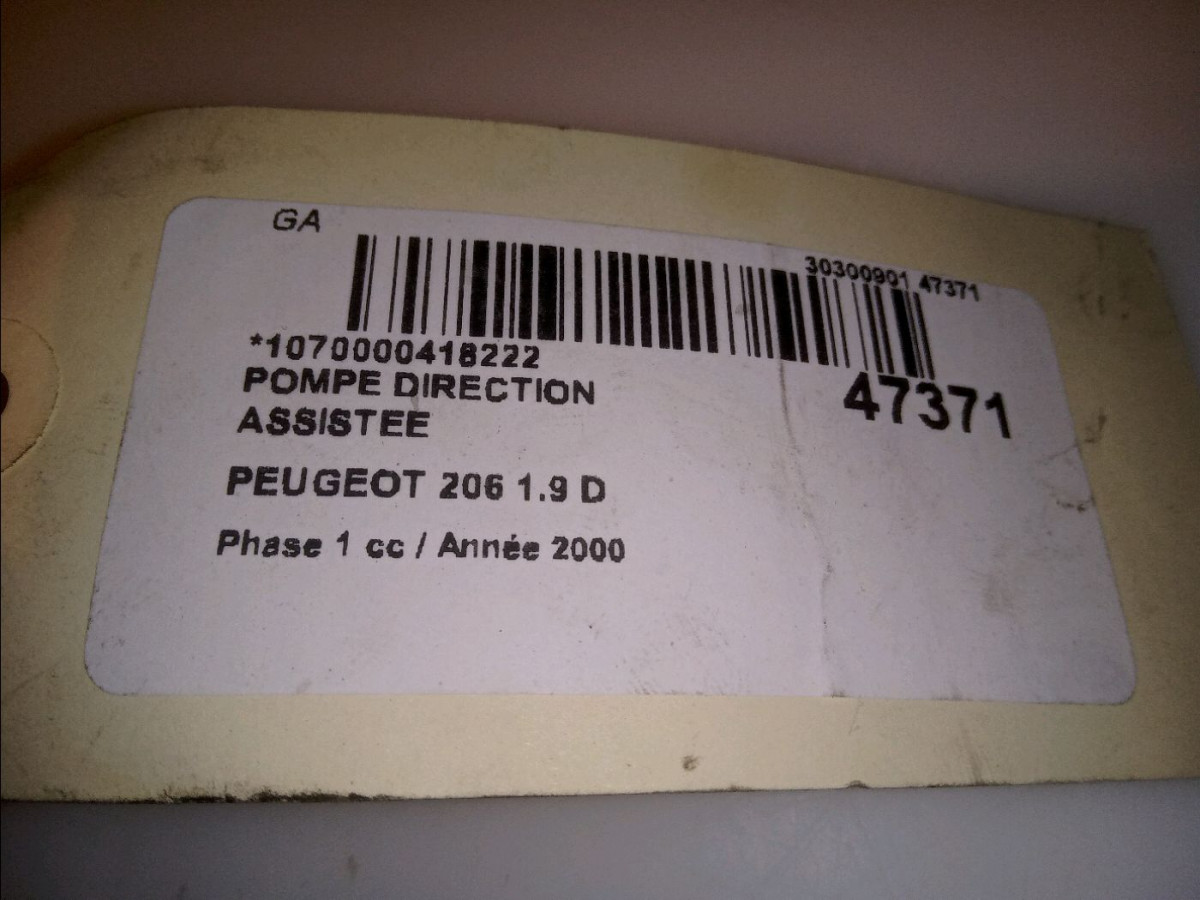 GA
30300901 47371
*1070000418222
47371
POMPE DIRECTION
ASSISTEE
PEUGEOT 206 1.9 D
Phase 1 cc / Année 2000